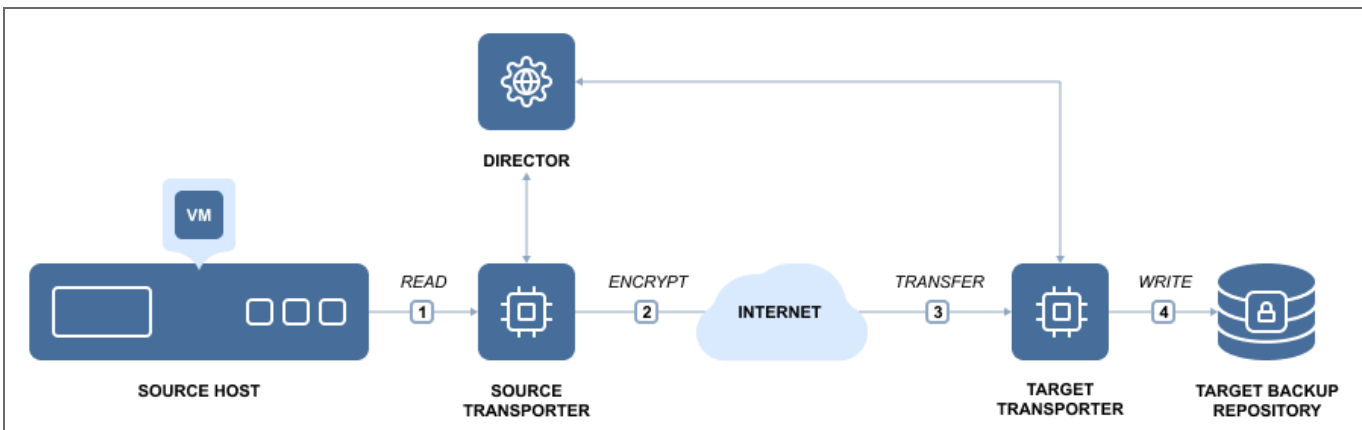 DIRECTOR
VM
READ
1
ENCRYPT
2
INTERNET
TRANSFER
3
WRITE
4
SOURCE HOST
SOURCE
TRANSPORTER
TARGET
TRANSPORTER
TARGET BACKUP
REPOSITORY